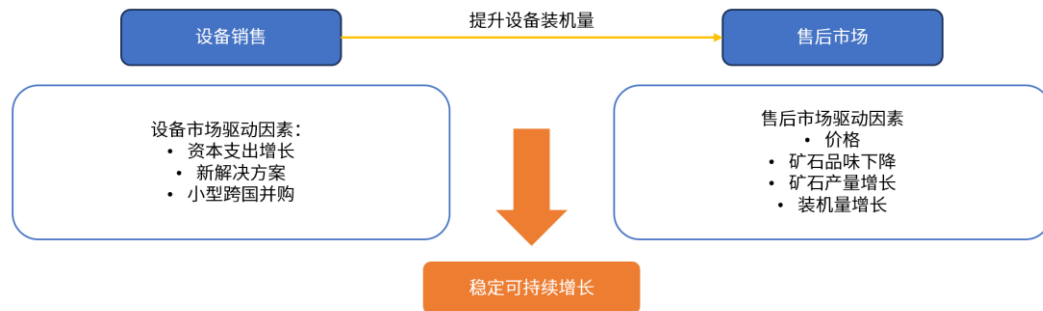 设备销售
提升设备装机量
售后市场
设备市场驱动因素：
• 资本支出增长
• 新解决方案
• 小型跨国并购
售后市场驱动因素
• 价格
• 矿石品味下降
• 矿石产量增长
• 装机量增长
稳定可持续增长